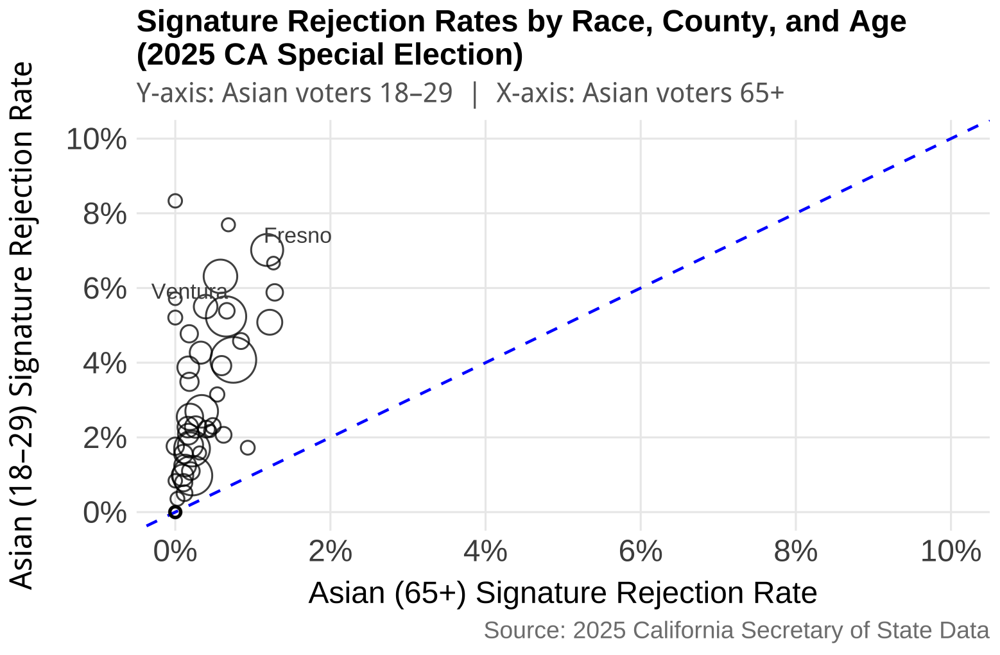 Signature Rejection Rates by Race, County, and Age
(2025 CA Special Election)
Y-axis: Asian voters 18–29 | X-axis: Asian voters 65+
Asian (18–29) Signature Rejection Rate
10%
8%
6%
4%
2%
0%
Fresno
Ventura
0%
2%
4%
6%
8%
10%
Asian (65+) Signature Rejection Rate
Source: 2025 California Secretary of State Data